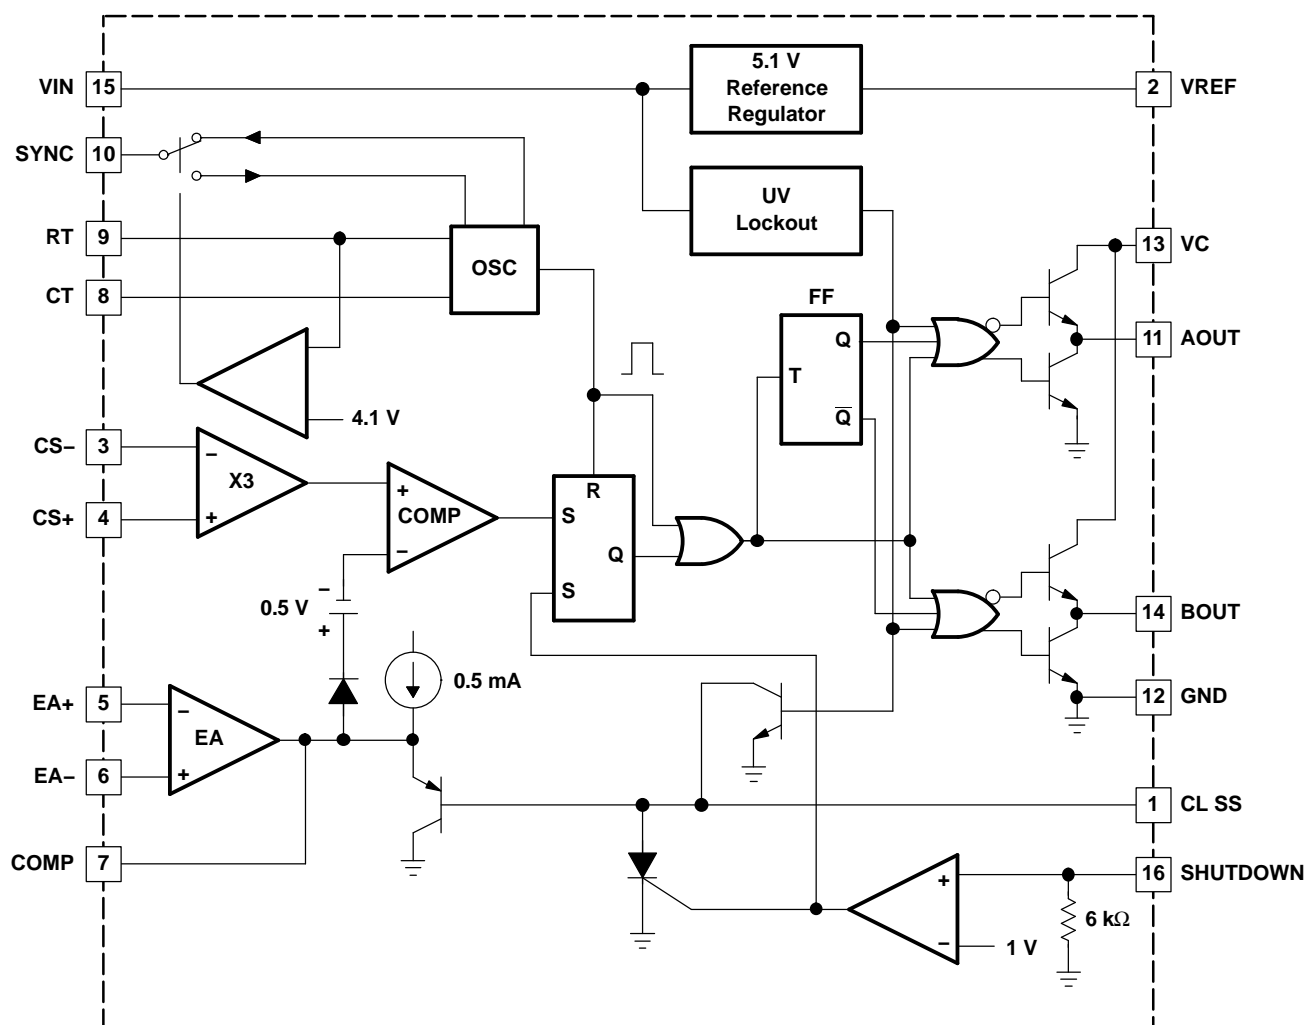 VIN 15
5.1 V
Reference
Regulator
2 VREF
SYNC 10
UV
Lockout
RT 9
OSC
13 VC
CT 8
FF
Q
11 AOUT
T
Q̅
4.1 V
CS– 3
–
X3
CS+ 4
+
+
COMP
–
R
S
Q
S
–
0.5 V
+
14 BOUT
0.5 mA
EA+ 5
–
EA
EA– 6
+
12 GND
1 CL SS
COMP 7
16 SHUTDOWN
+
6 kΩ
–
1 V